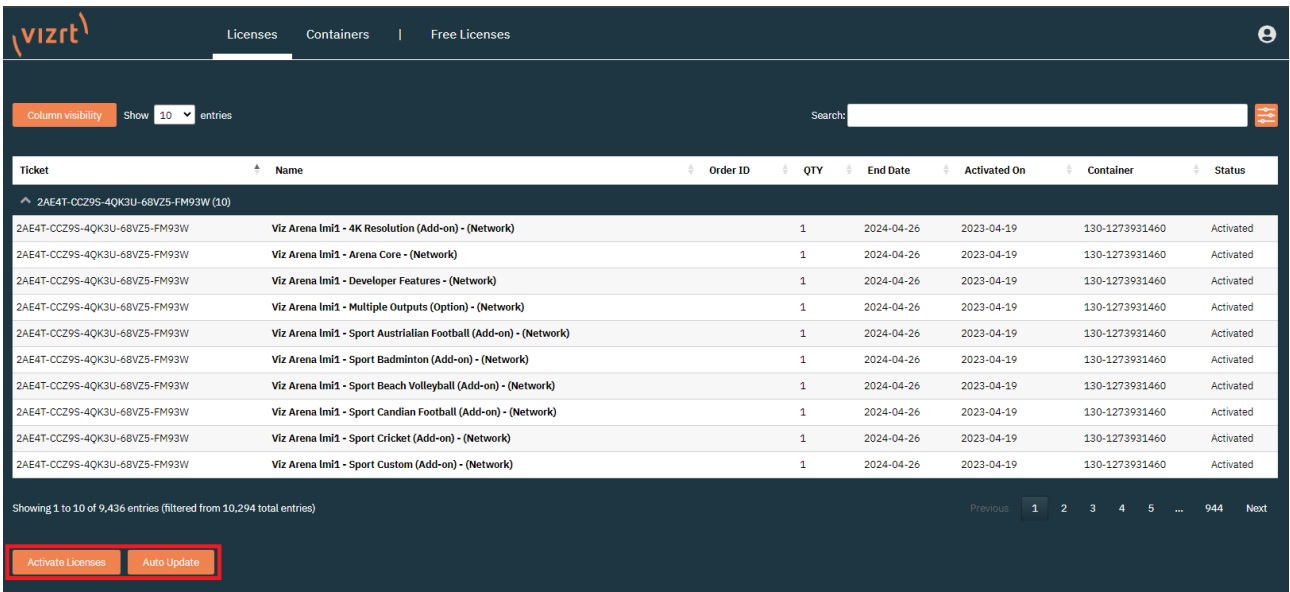 vizrt Licenses Containers | Free Licenses
Column visibility Show 10 entries Search:
Ticket Name Order ID QTY End Date Activated On Container Status
2AE4T-CCZ9S-4QK3U-68VZ5-FM93W (10)
2AE4T-CCZ9S-4QK3U-68VZ5-FM93W Viz Arena lmi1 - 4K Resolution (Add-on) - (Network) 1 2024-04-26 2023-04-19 130-1273931460 Activated
2AE4T-CCZ9S-4QK3U-68VZ5-FM93W Viz Arena lmi1 - Arena Core - (Network) 1 2024-04-26 2023-04-19 130-1273931460 Activated
2AE4T-CCZ9S-4QK3U-68VZ5-FM93W Viz Arena lmi1 - Developer Features - (Network) 1 2024-04-26 2023-04-19 130-1273931460 Activated
2AE4T-CCZ9S-4QK3U-68VZ5-FM93W Viz Arena lmi1 - Multiple Outputs (Option) - (Network) 1 2024-04-26 2023-04-19 130-1273931460 Activated
2AE4T-CCZ9S-4QK3U-68VZ5-FM93W Viz Arena lmi1 - Sport Austrialian Football (Add-on) - (Network) 1 2024-04-26 2023-04-19 130-1273931460 Activated
2AE4T-CCZ9S-4QK3U-68VZ5-FM93W Viz Arena lmi1 - Sport Badminton (Add-on) - (Network) 1 2024-04-26 2023-04-19 130-1273931460 Activated
2AE4T-CCZ9S-4QK3U-68VZ5-FM93W Viz Arena lmi1 - Sport Beach Volleyball (Add-on) - (Network) 1 2024-04-26 2023-04-19 130-1273931460 Activated
2AE4T-CCZ9S-4QK3U-68VZ5-FM93W Viz Arena lmi1 - Sport Candian Football (Add-on) - (Network) 1 2024-04-26 2023-04-19 130-1273931460 Activated
2AE4T-CCZ9S-4QK3U-68VZ5-FM93W Viz Arena lmi1 - Sport Cricket (Add-on) - (Network) 1 2024-04-26 2023-04-19 130-1273931460 Activated
2AE4T-CCZ9S-4QK3U-68VZ5-FM93W Viz Arena lmi1 - Sport Custom (Add-on) - (Network) 1 2024-04-26 2023-04-19 130-1273931460 Activated
Showing 1 to 10 of 9,436 entries (filtered from 10,294 total entries) Previous 1 2 3 4 5 ... 944 Next
Activate Licenses Auto Update